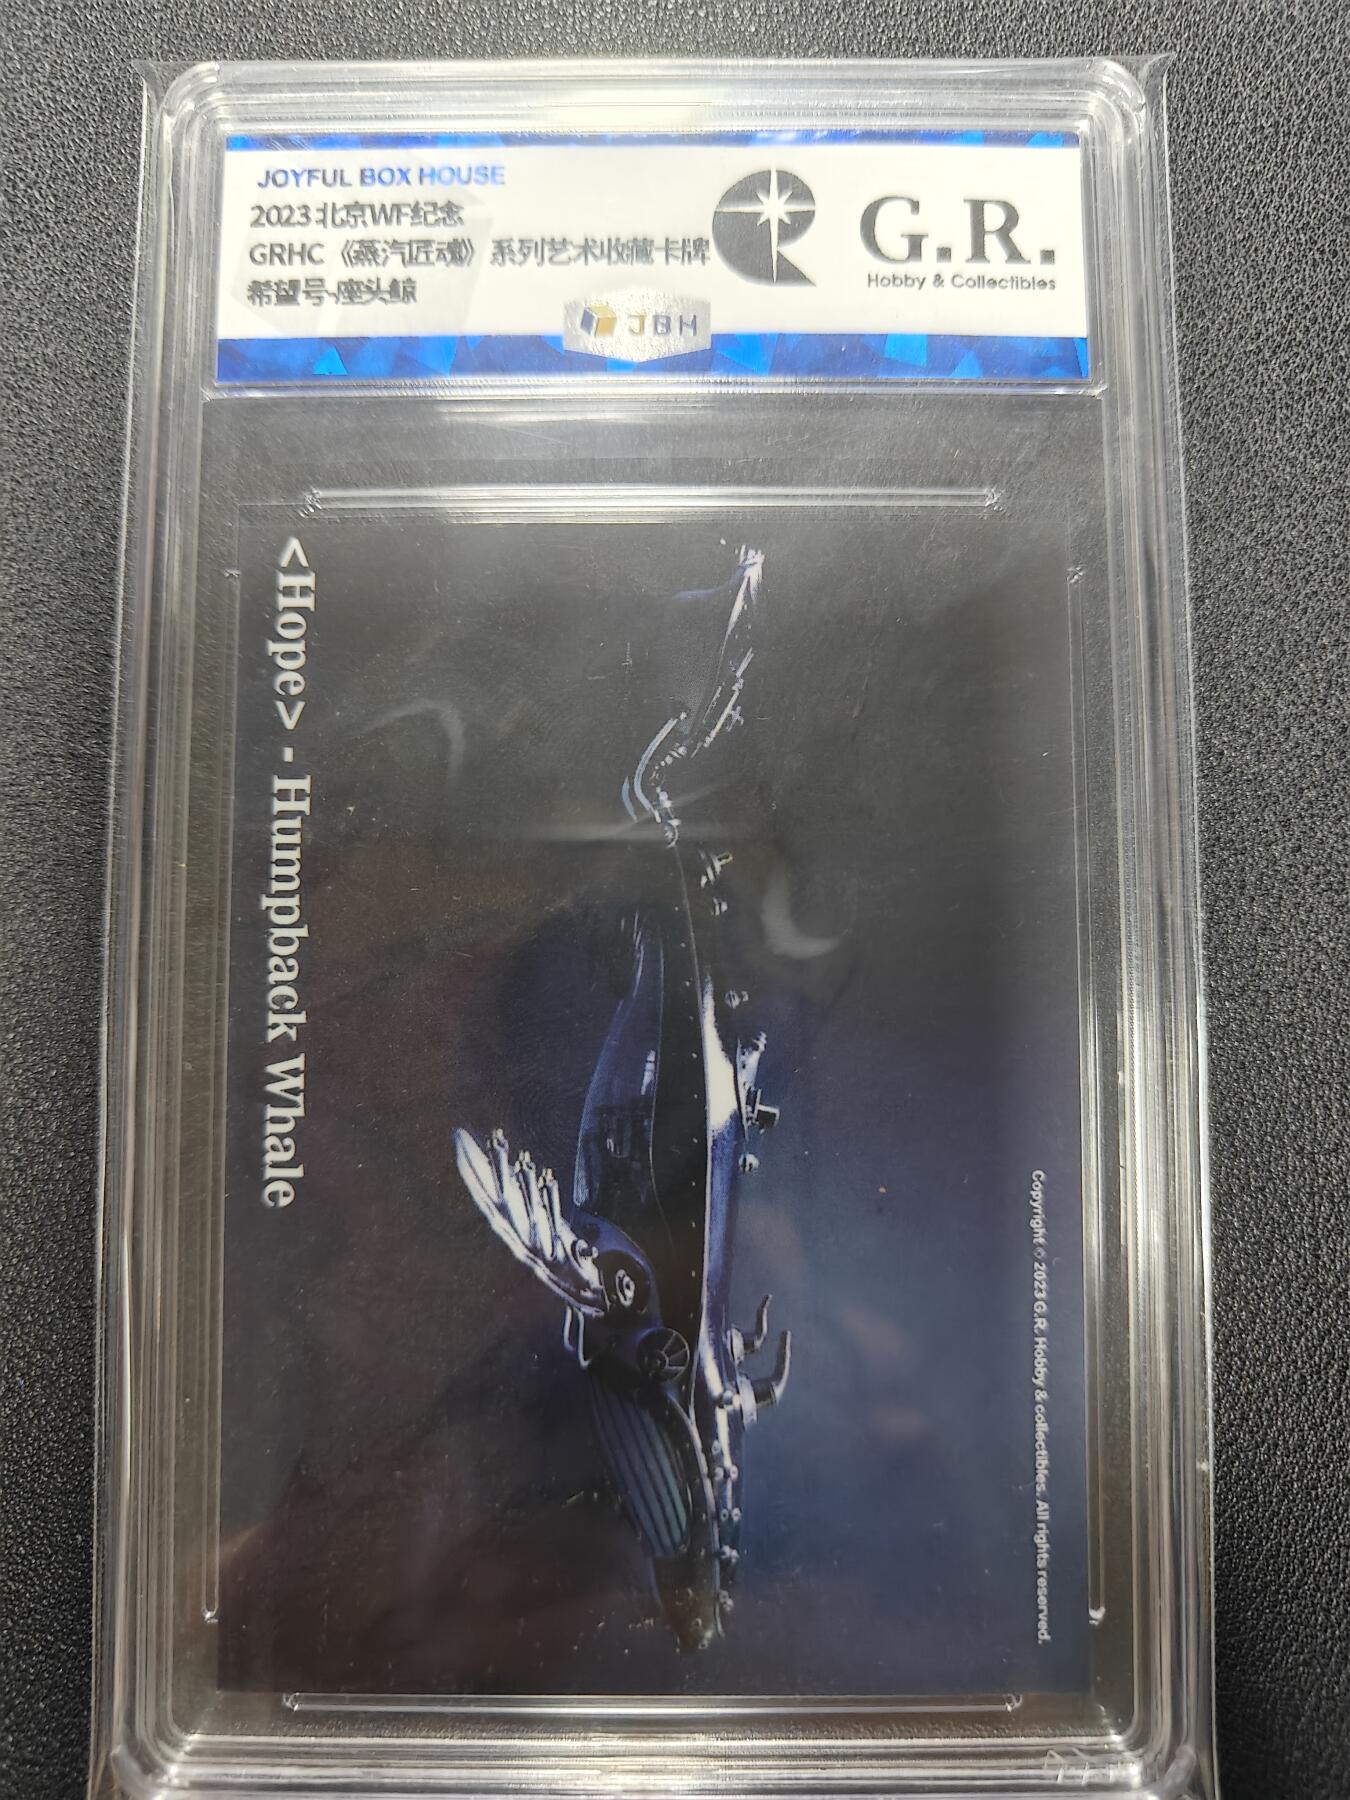 JOYFUL BOX HOUSE
2023北京WF纪念
GRHC《蒸汽匠魂》系列艺术收藏卡牌
希望号-座头鲸
G.R.
Hobby & Collectibles
JBH
<Hope> - Humpback Whale
Copyright © 2023 G.R. Hobby & collectibles. All rights reserved.